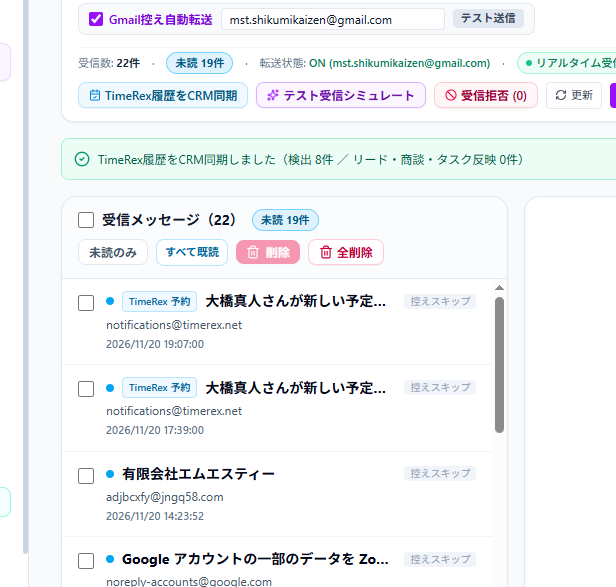 Gmail控え自動転送 mst.shikumikaizen@gmail.com テスト送信
受信数: 22件 · 未読 19件 · 転送状態: ON (mst.shikumikaizen@gmail.com) リアルタイム受
TimeRex履歴をCRM同期 テスト受信シミュレート 受信拒否 (0) 更新
TimeRex履歴をCRM同期しました（検出 8件 ／ リード・商談・タスク反映 0件）
受信メッセージ（22） 未読 19件
未読のみ すべて既読 削除 全削除
TimeRex 予約 大橋真人さんが新しい予定... 控えスキップ
notifications@timerex.net
2026/11/20 19:07:00
TimeRex 予約 大橋真人さんが新しい予定... 控えスキップ
notifications@timerex.net
2026/11/20 17:39:00
有限会社エムエスティー 控えスキップ
adjbcxfy@jngq58.com
2026/11/20 14:23:52
Google アカウントの一部のデータを Zo... 控えスキップ
noreply-accounts@google.com